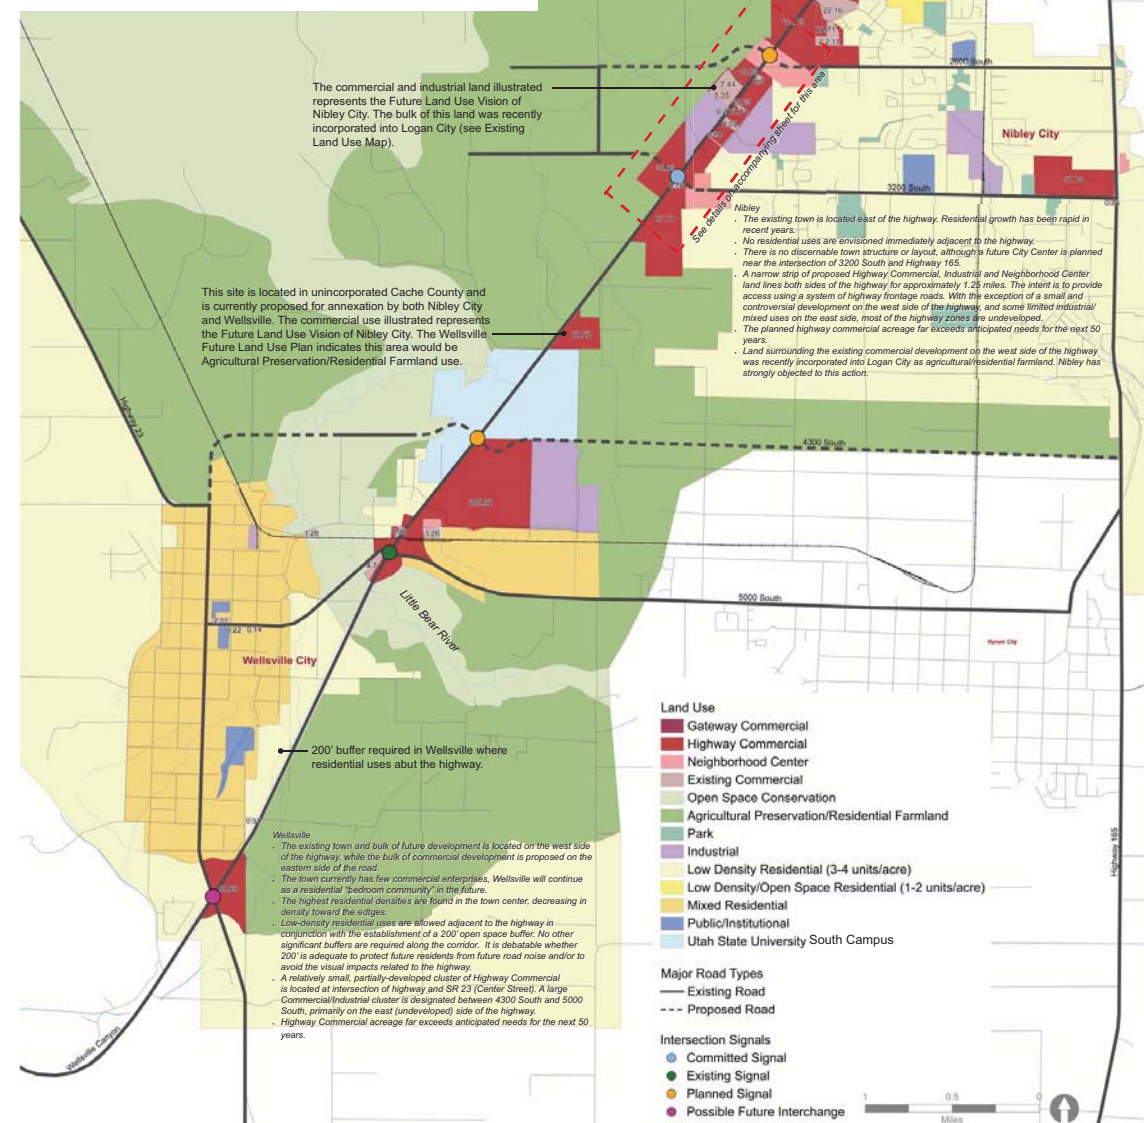 22.16
2600 South
The commercial and industrial land illustrated
represents the Future Land Use Vision of
Nibley City. The bulk of this land was recently
incorporated into Logan City (see Existing
Land Use Map).
7.44
5.35
See details on accompanying sheet for this area
Nibley City
3200 South
Nibley
. The existing town is located east of the highway. Residential growth has been rapid in
recent years.
. No residential uses are envisioned immediately adjacent to the highway.
. There is no discernable town structure or layout, although a future City Center is planned
near the intersection of 3200 South and Highway 165.
. A narrow strip of proposed Highway Commercial, Industrial and Neighborhood Center
land lines both sides of the highway for approximately 1.25 miles. The intent is to provide
access using a system of highway frontage roads. With the exception of a small and
controversial development on the west side of the highway, and some limited industrial/
mixed uses on the east side, most of the highway zones are undeveloped.
. The planned highway commercial acreage far exceeds anticipated needs for the next 50
years.
. Land surrounding the existing commercial development on the west side of the highway
was recently incorporated into Logan City as agricultural/residential farmland. Nibley has
strongly objected to this action.
This site is located in unincorporated Cache County and
is currently proposed for annexation by both Nibley City
and Wellsville. The commercial use illustrated represents
the Future Land Use Vision of Nibley City. The Wellsville
Future Land Use Plan indicates this area would be
Agricultural Preservation/Residential Farmland use.
Highway 23
4300 South
1.28
3.26
5000 South
Little Bear River
0.22 0.14
Hyrum City
Wellsville City
200' buffer required in Wellsville where
residential uses abut the highway.
Wellsville
. The existing town and bulk of future development is located on the west side
of the highway, while the bulk of commercial development is proposed on the
eastern side of the road.
. The town currently has few commercial enterprises, Wellsville will continue
as a residential "bedroom community" in the future.
. The highest residential densities are found in the town center, decreasing in
density toward the edtges.
. Low-density residential uses are allowed adjacent to the highway in
conjunction with the establishment of a 200' open space buffer. No other
significant buffers are required along the corridor. It is debatable whether
200' is adequate to protect future residents from future road noise and/or to
avoid the visual impacts related to the highway.
. A relatively small, partially-developed cluster of Highway Commercial
is located at intersection of highway and SR 23 (Center Street). A large
Commercial/Industrial cluster is designated between 4300 South and 5000
South, primarily on the east (undeveloped) side of the highway.
. Highway Commercial acreage far exceeds anticipated needs for the next 50
years.
Wellsville Canyon
Highway 165
Land Use
Gateway Commercial
Highway Commercial
Neighborhood Center
Existing Commercial
Open Space Conservation
Agricultural Preservation/Residential Farmland
Park
Industrial
Low Density Residential (3-4 units/acre)
Low Density/Open Space Residential (1-2 units/acre)
Mixed Residential
Public/Institutional
Utah State University South Campus
Major Road Types
Existing Road
Proposed Road
Intersection Signals
Committed Signal
Existing Signal
Planned Signal
Possible Future Interchange
1 0.5 0
Miles